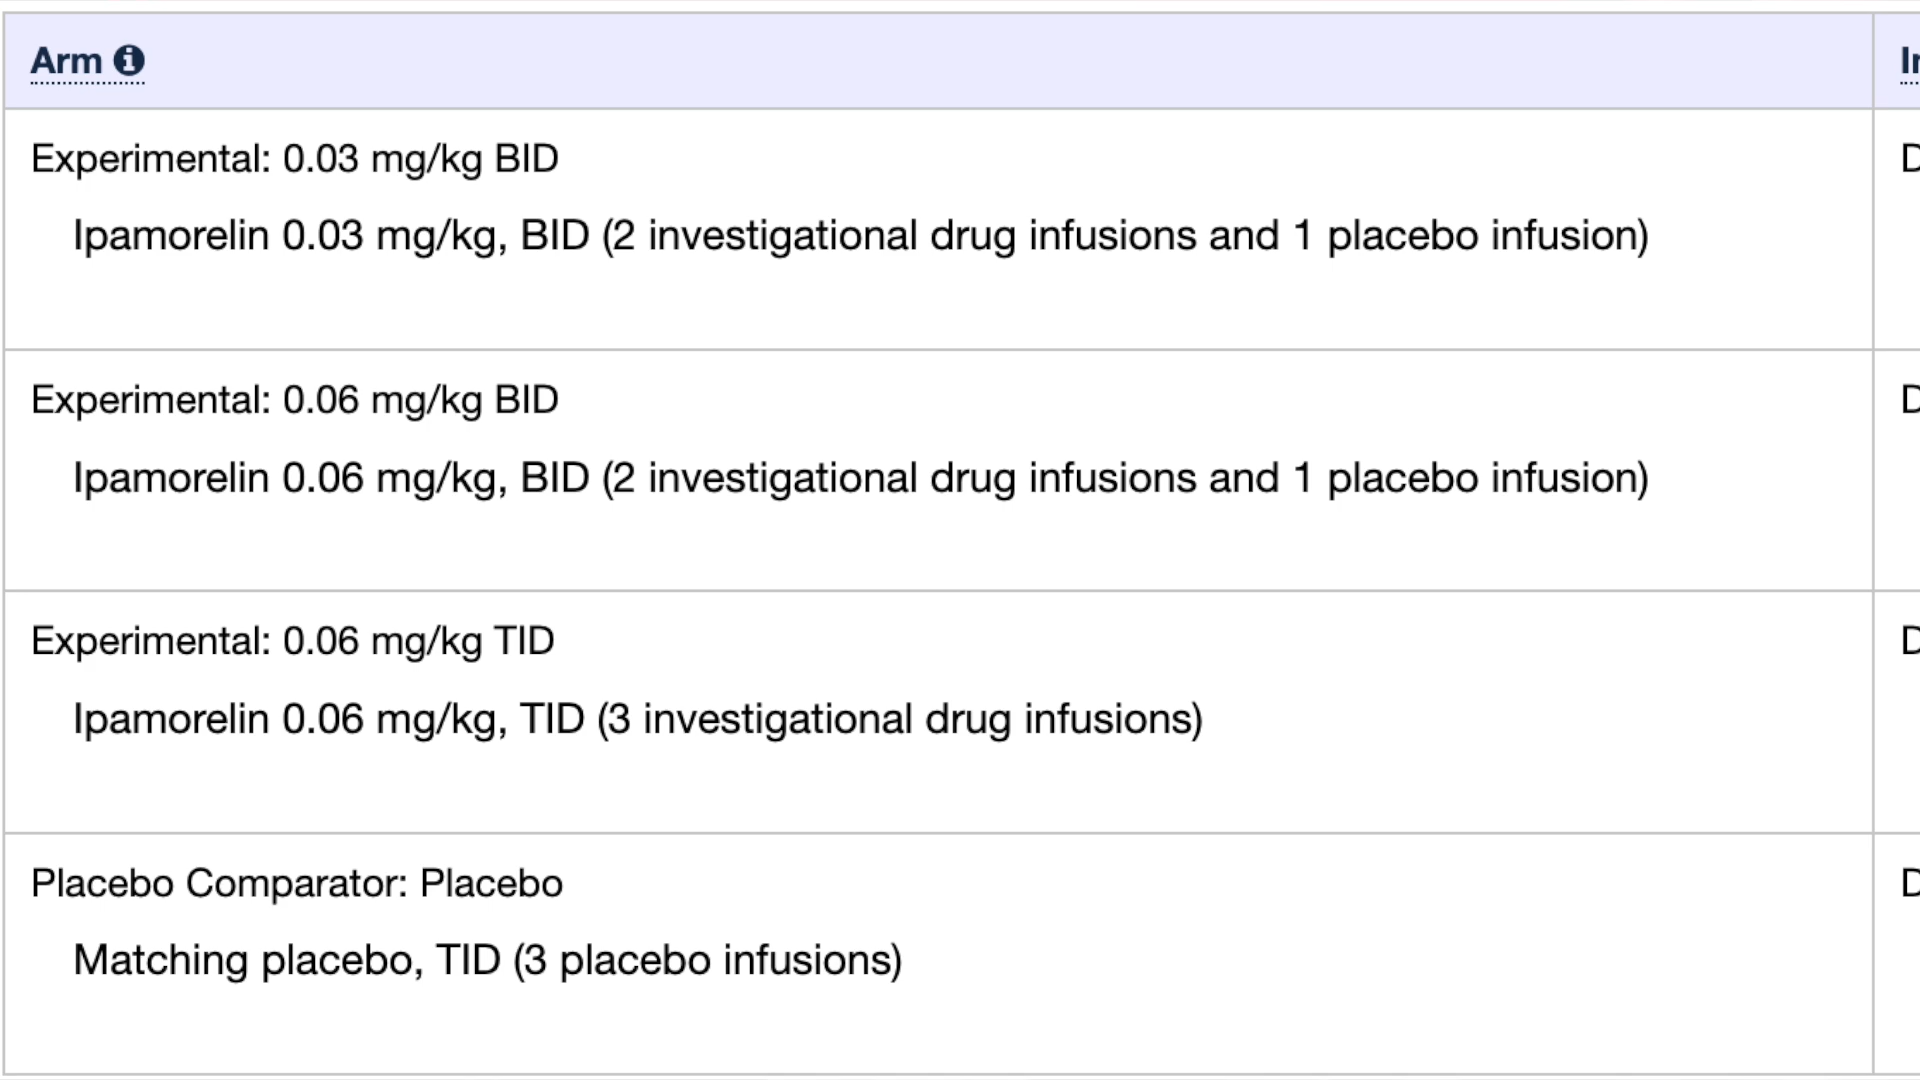 Arm
Experimental: 0.03 mg/kg BID
Ipamorelin 0.03 mg/kg, BID (2 investigational drug infusions and 1 placebo infusion)
Experimental: 0.06 mg/kg BID
Ipamorelin 0.06 mg/kg, BID (2 investigational drug infusions and 1 placebo infusion)
Experimental: 0.06 mg/kg TID
Ipamorelin 0.06 mg/kg, TID (3 investigational drug infusions)
Placebo Comparator: Placebo
Matching placebo, TID (3 placebo infusions)